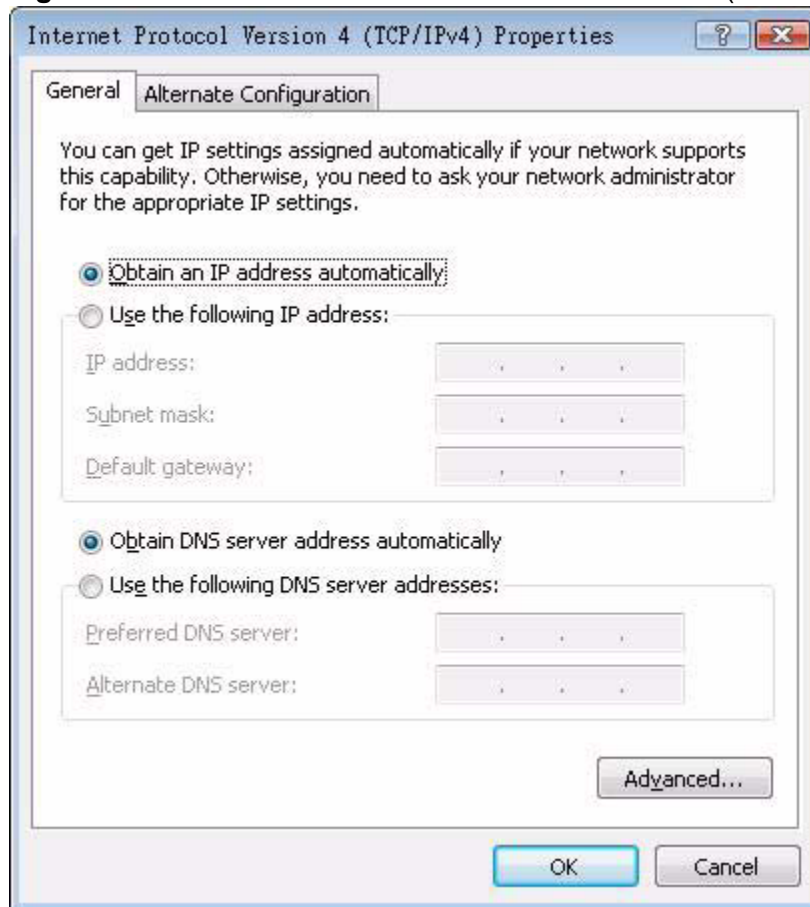 Internet Protocol Version 4 (TCP/IPv4) Properties
General
Alternate Configuration
You can get IP settings assigned automatically if your network supports
this capability. Otherwise, you need to ask your network administrator
for the appropriate IP settings.
Obtain an IP address automatically
Use the following IP address:
IP address:
Subnet mask:
Default gateway:
Obtain DNS server address automatically
Use the following DNS server addresses:
Preferred DNS server:
Alternate DNS server:
Advanced...
OK
Cancel